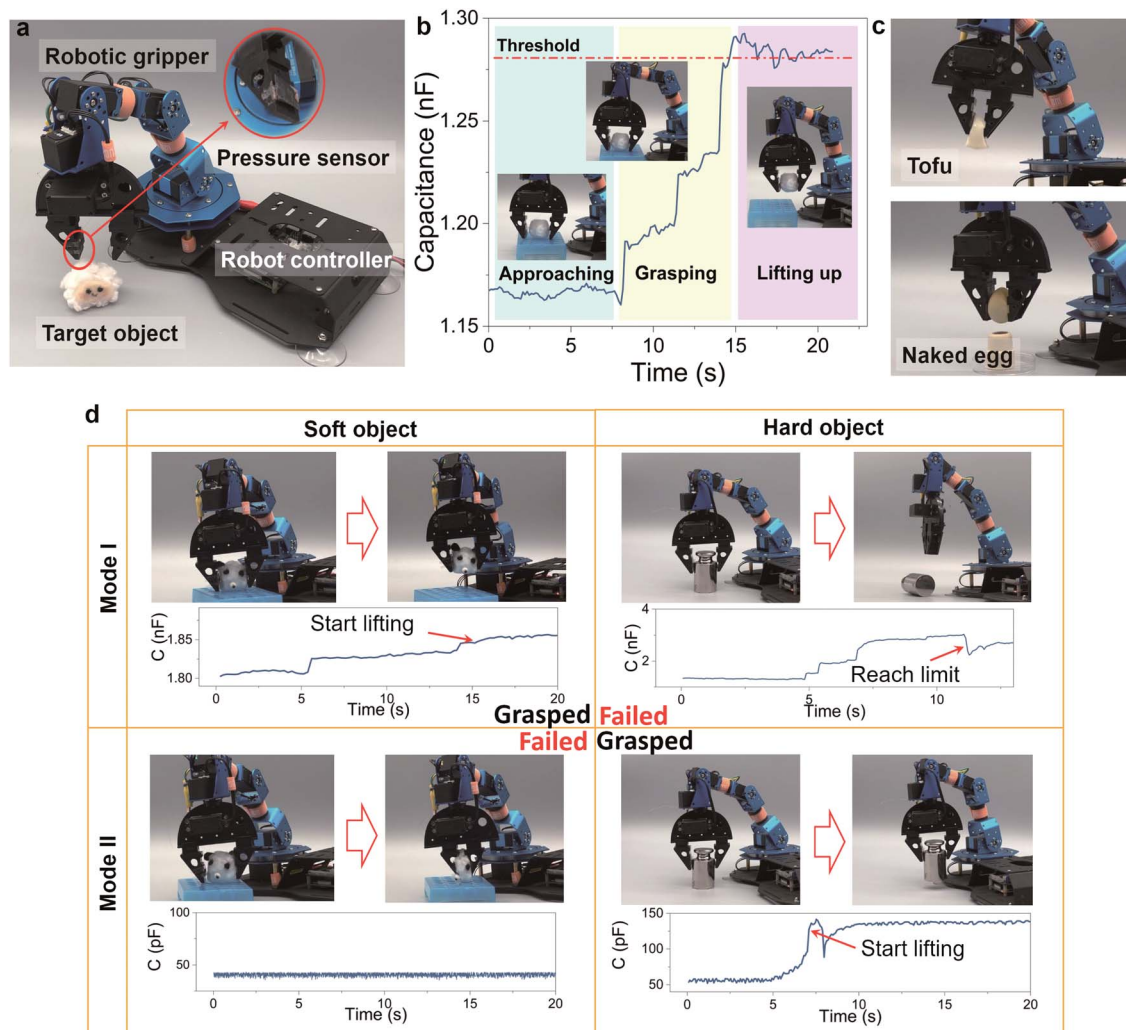 a
Robotic gripper
Pressure sensor
Robot controller
Target object
b
1.30
1.25
1.20
1.15
Capacitance (nF)
Threshold
Approaching
Grasping
Lifting up
0
5
10
15
20
Time (s)
c
Tofu
Naked egg
d
Soft object
Hard object
Mode I
C (nF)
1.85
1.80
Start lifting
0
5
10
15
20
Time (s)
C (nF)
4
2
Reach limit
0
5
10
Time (s)
Grasped
Failed
Failed
Grasped
Mode II
C (pF)
100
50
0
5
10
15
20
Time (s)
C (pF)
150
100
50
Start lifting
0
5
10
15
20
Time (s)